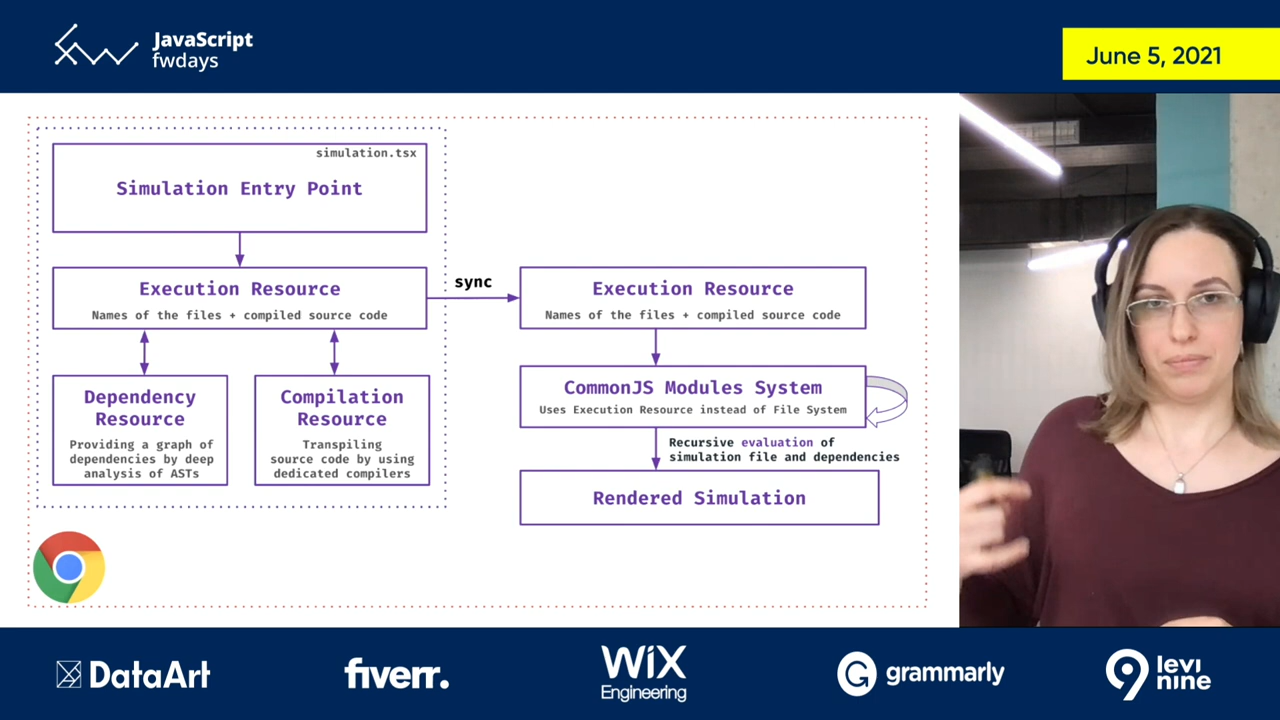 JavaScript
fwdays
June 5, 2021
simulation.tsx
Simulation Entry Point
Execution Resource
Names of the files + compiled source code
sync
Execution Resource
Names of the files + compiled source code
Dependency
Resource
Providing a graph of
dependencies by deep
analysis of ASTs
Compilation
Resource
Transpiling
source code by using
dedicated compilers
CommonJS Modules System
Uses Execution Resource instead of File System
Recursive evaluation of
simulation file and dependencies
Rendered Simulation
DataArt
fiverr.
WiX
Engineering
grammarly
levi
nine